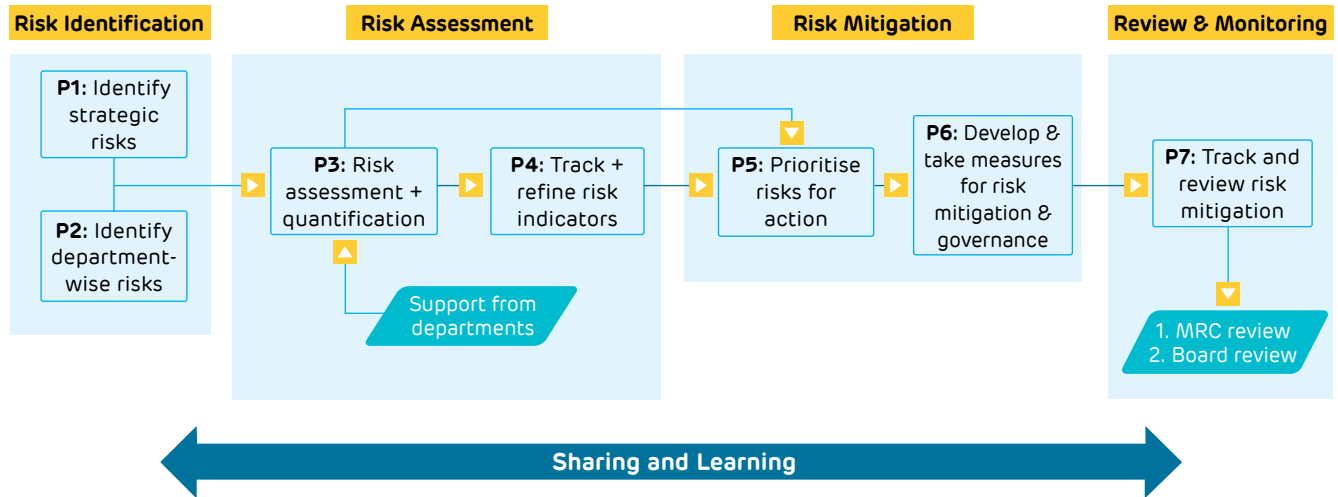 Risk Identification
Risk Assessment
Risk Mitigation
Review & Monitoring
P1: Identify
strategic
risks
P2: Identify
department-
wise risks
P3: Risk
assessment +
quantification
P4: Track +
refine risk
indicators
Support from
departments
P5: Prioritise
risks for
action
P6: Develop &
take measures
for risk
mitigation &
governance
P7: Track and
review risk
mitigation
1. MRC review
2. Board review
Sharing and Learning